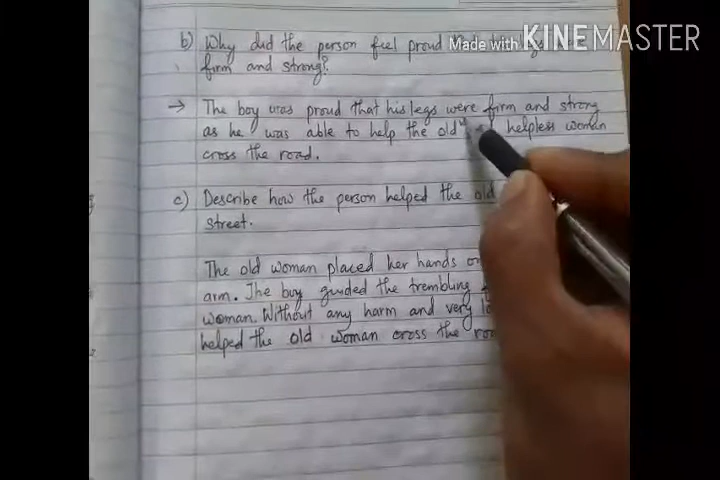 Made with KINEMASTER
b) Why did the person feel proud
firm and strong?
→ The boy was proud that his legs were firm and strong
as he was able to help the old helpless woman
cross the road.
c) Describe how the person helped the old
street.
The old woman placed her hands
arm. The boy guided the trembling
woman. Without any harm and very
helped the old woman cross the